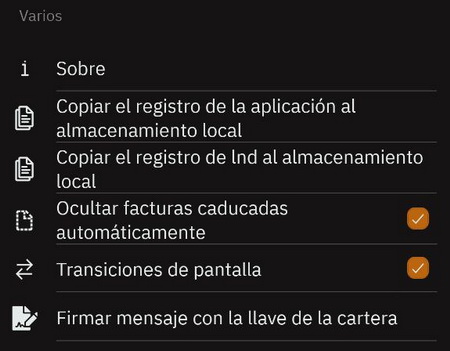 Varios
Sobre
Copiar el registro de la aplicación al
almacenamiento local
Copiar el registro de lnd al almacenamiento
local
Ocultar facturas caducadas
automáticamente
Transiciones de pantalla
Firmar mensaje con la llave de la cartera